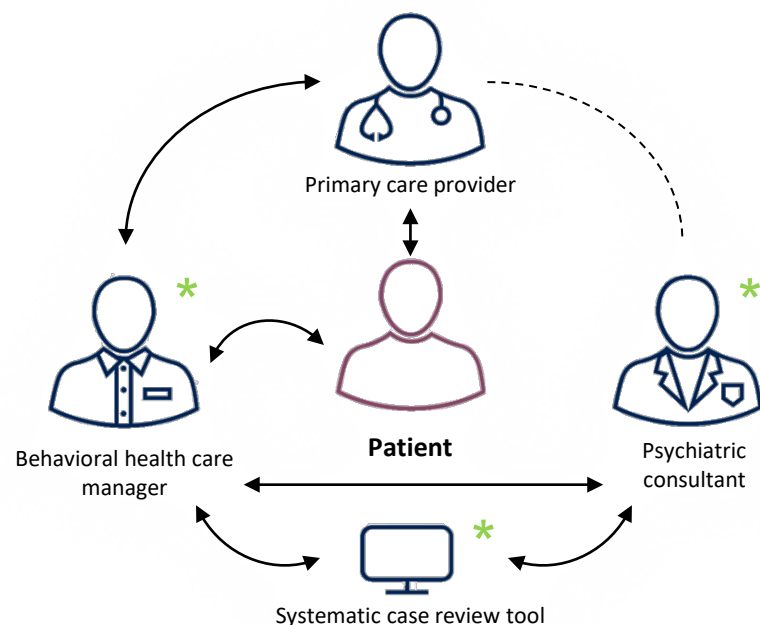 Primary care provider
*
*
Patient
Behavioral health care
manager
Psychiatric
consultant
*
Systematic case review tool